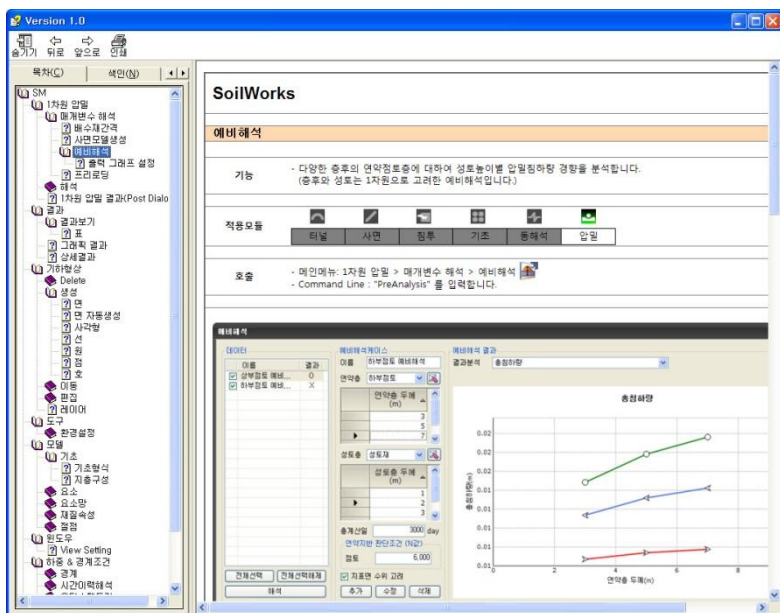 Version 1.0
숨기기 뒤로 앞으로 인쇄
목차(C) 색인(N)
SM
1차원 압밀
매개변수 해석
배수재간격
사면모델생성
예비해석
출력 그래프 설정
프리로딩
해석
1차원 압밀 결과(Post Dialo
결과
결과보기
표
그래픽 결과
상세결과
기하형상
Delete
생성
면
면 자동생성
사각형
선
원
점
호
이동
편집
레이어
도구
환경설정
모델
기초
기초형식
지층구성
요소
요소망
재질속성
절점
윈도우
View Setting
하중 & 경계조건
경계
시간이력해석
SoilWorks
예비해석
기능
- 다양한 층후의 연약점토층에 대하여 성토높이별 압밀침하량 경향을 분석합니다.
(층후와 성토는 1차원으로 고려한 예비해석입니다.)
적용모듈
터널 사면 침투 기초 동해석 압밀
호출
- 메인메뉴: 1차원 압밀 > 매개변수 해석 > 예비해석
- Command Line : "PreAnalysis" 를 입력합니다.
예비해석
데이터
이름 결과
상부점토 예비... O
하부점토 예비... X
전체선택 전체선택해제
해석
예비해석케이스
이름 하부점토 예비해석
연약층 하부점토
연약층 두께
(m)
3
5
7
성토층 성토재
성토층 두께
(m)
1
2
3
총계산일 3000 day
연약지반 판단조건 (N값)
점토 6,000
지표면 수위 고려
추가 수정 삭제
예비해석 결과
결과분석 총침하량
총침하량
총침하량(m)
0.02
0.02
0.02
0.01
0.01
0.01
0.01
0.01
0 2 4 6 8
연약층 두께(m)